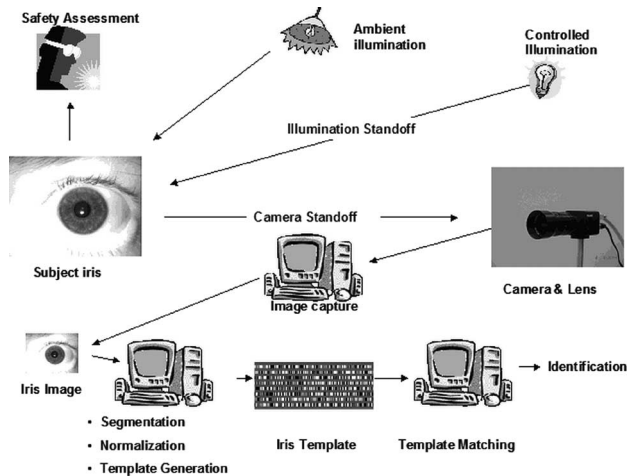 Safety Assessment
Ambient
illumination
Controlled
Illumination
Illumination Standoff
Camera Standoff
Subject iris
Image capture
Camera & Lens
Iris Image
Identification
• Segmentation
• Normalization
• Template Generation
Iris Template
Template Matching